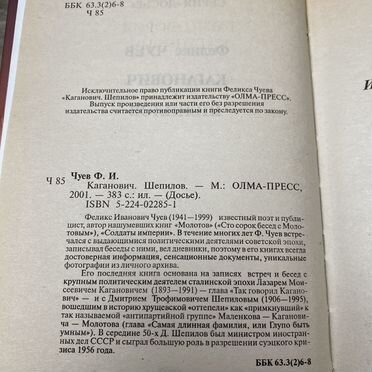 ББК 63.3(2)6-8
Ч 85
Исключительное право публикации книги Феликса Чуева
«Каганович. Шепилов» принадлежит издательству «ОЛМА-ПРЕСС».
Выпуск произведения или части его без разрешения
издательства считается противоправным и преследуется по закону.
Чуев Ф. И.
Ч 85 Каганович. Шепилов. — М.: ОЛМА-ПРЕСС,
2001. — 383 с.: ил. — (Досье).
ISBN 5-224-02285-1
Феликс Иванович Чуев (1941—1999) известный поэт и публи-
цист, автор нашумевших книг «Молотов» («Сто сорок бесед с Моло-
товым»), «Солдаты империи». В течение многих лет Ф. Чуев встре-
чался с выдающимися политическими деятелями советской эпохи,
записывал беседы с ними, вел дневники, поэтому в его книгах всегда
достоверная информация, сенсационные документы, уникальные
фотографии из личного архива.
Его последняя книга основана на записях встреч и бесед с
крупным политическим деятелем сталинской эпохи Лазарем Мои-
сеевичем Кагановичем (1893—1991) — глава «Так говорил Кагано-
вич» — и с Дмитрием Трофимовичем Шепиловым (1906—1995),
вошедшим в историю хрущевской «оттепели» как «примкнувший» к
так называемой «антипартийной группе» Маленкова — Каганови-
ча — Молотова (глава «Самая длинная фамилия, или Глупо быть
умным»). В середине 50-х Д. Шепилов был министром иностран-
ных дел СССР и сыграл большую роль в разрешении суэцкого кризи-
са 1956 года.
ББК 63.3(2)6-8